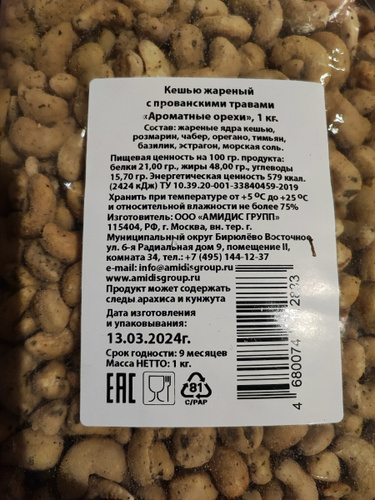 Кешью жареный
с прованскими травами
«Ароматные орехи», 1 кг.
Состав: жареные ядра кешью,
розмарин, чабер, орегано, тимьян,
базилик, эстрагон, морская соль.
Пищевая ценность на 100 гр. продукта:
белки 21,00 гр., жиры 48,00 гр., углеводы
15,70 гр. Энергетическая ценность 579 ккал.
(2424 кДж) ТУ 10.39.20-001-33840459-2019
Хранить при температуре от +5 ºС до +25 ºС
и относительной влажности не более 75%
Изготовитель: ООО «АМИДИС ГРУПП»
115404, РФ, г. Москва, вн. тер. г.
Муниципальный округ Бирюлёво Восточное,
ул. 6-я Радиальная дом 9, помещение II,
комната 34, тел.: +7 (495) 144-12-37
e-mail: info@amidisgroup.ru
www.amidisgroup.ru
Продукт может содержать
следы арахиса и кунжута
Дата изготовления
и упаковывания:
13.03.2024г.
Срок годности: 9 месяцев
Масса НЕТТО: 1 кг.
EAC
81
C/PAP